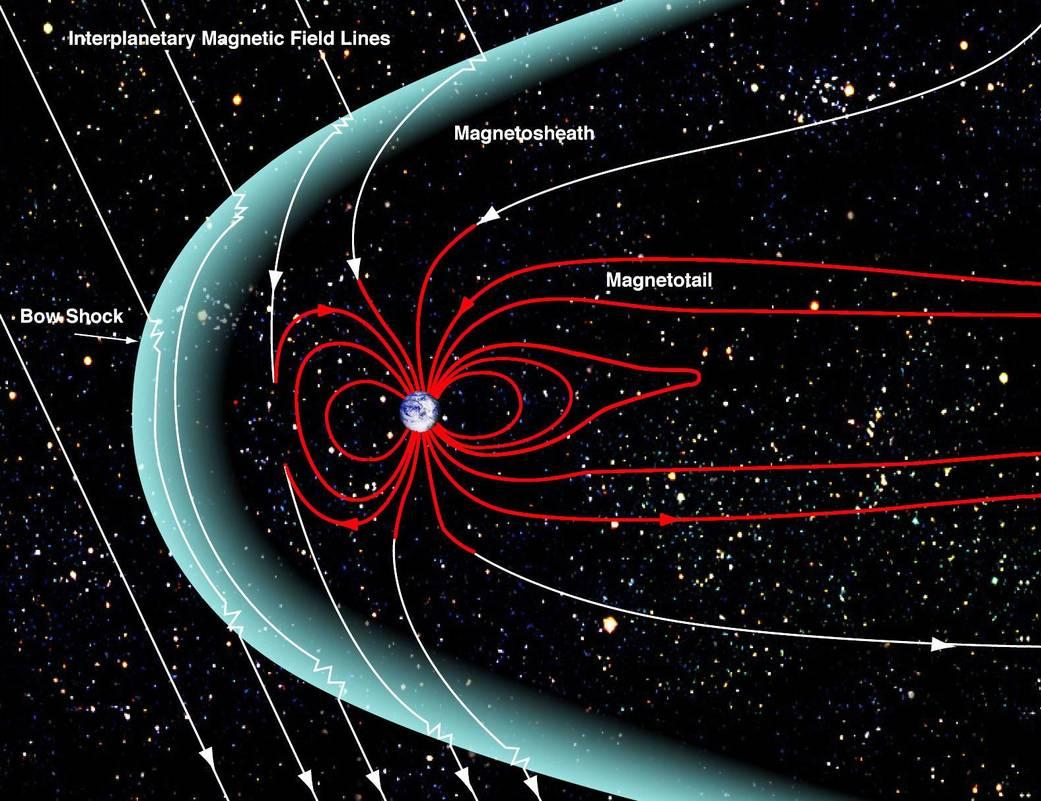 Interplanetary Magnetic Field Lines
Magnetosheath
Magnetotail
Bow Shock